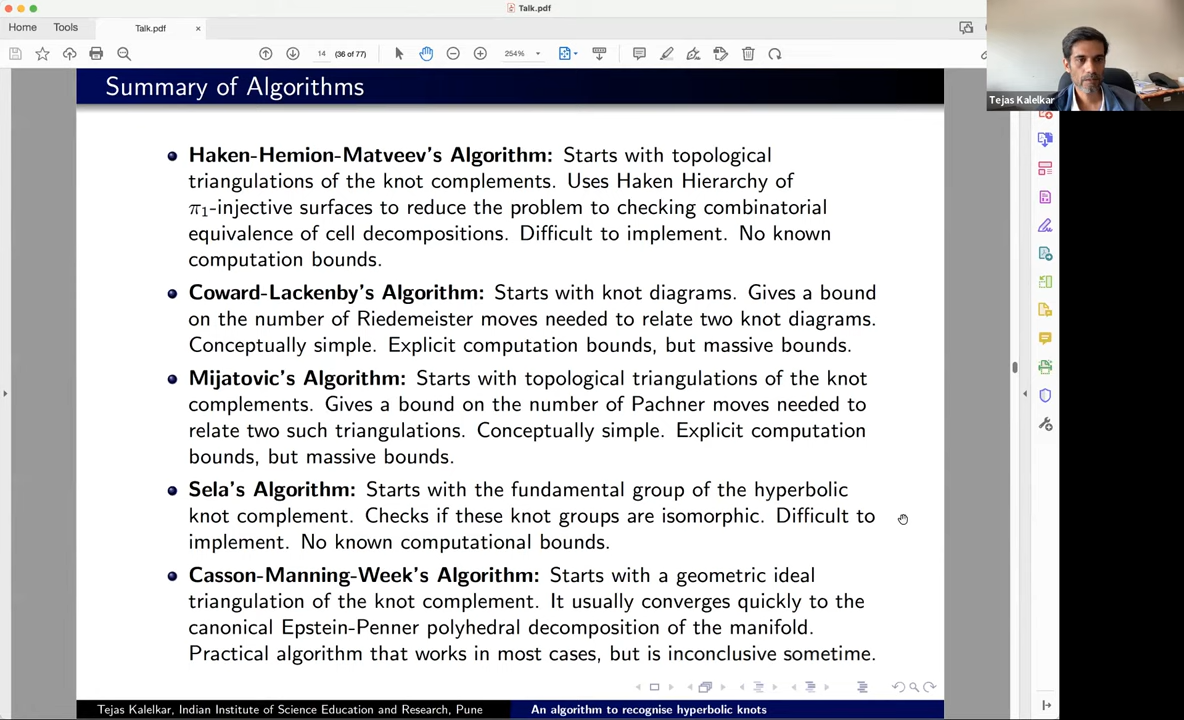 Talk.pdf
Home Tools Talk.pdf ×
14 (36 of 77) 254%
Tejas Kalelkar
Summary of Algorithms
Haken-Hemion-Matveev's Algorithm: Starts with topological
triangulations of the knot complements. Uses Haken Hierarchy of
π₁-injective surfaces to reduce the problem to checking combinatorial
equivalence of cell decompositions. Difficult to implement. No known
computation bounds.
Coward-Lackenby's Algorithm: Starts with knot diagrams. Gives a bound
on the number of Riedemeister moves needed to relate two knot diagrams.
Conceptually simple. Explicit computation bounds, but massive bounds.
Mijatovic's Algorithm: Starts with topological triangulations of the knot
complements. Gives a bound on the number of Pachner moves needed to
relate two such triangulations. Conceptually simple. Explicit computation
bounds, but massive bounds.
Sela's Algorithm: Starts with the fundamental group of the hyperbolic
knot complement. Checks if these knot groups are isomorphic. Difficult to
implement. No known computational bounds.
Casson-Manning-Week's Algorithm: Starts with a geometric ideal
triangulation of the knot complement. It usually converges quickly to the
canonical Epstein-Penner polyhedral decomposition of the manifold.
Practical algorithm that works in most cases, but is inconclusive sometime.
Tejas Kalelkar, Indian Institute of Science Education and Research, Pune An algorithm to recognise hyperbolic knots